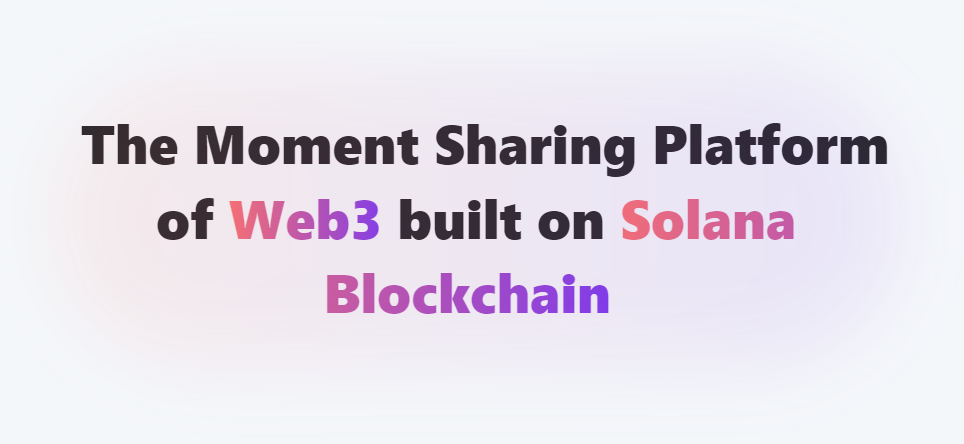 The Moment Sharing Platform
of Web3 built on Solana
Blockchain